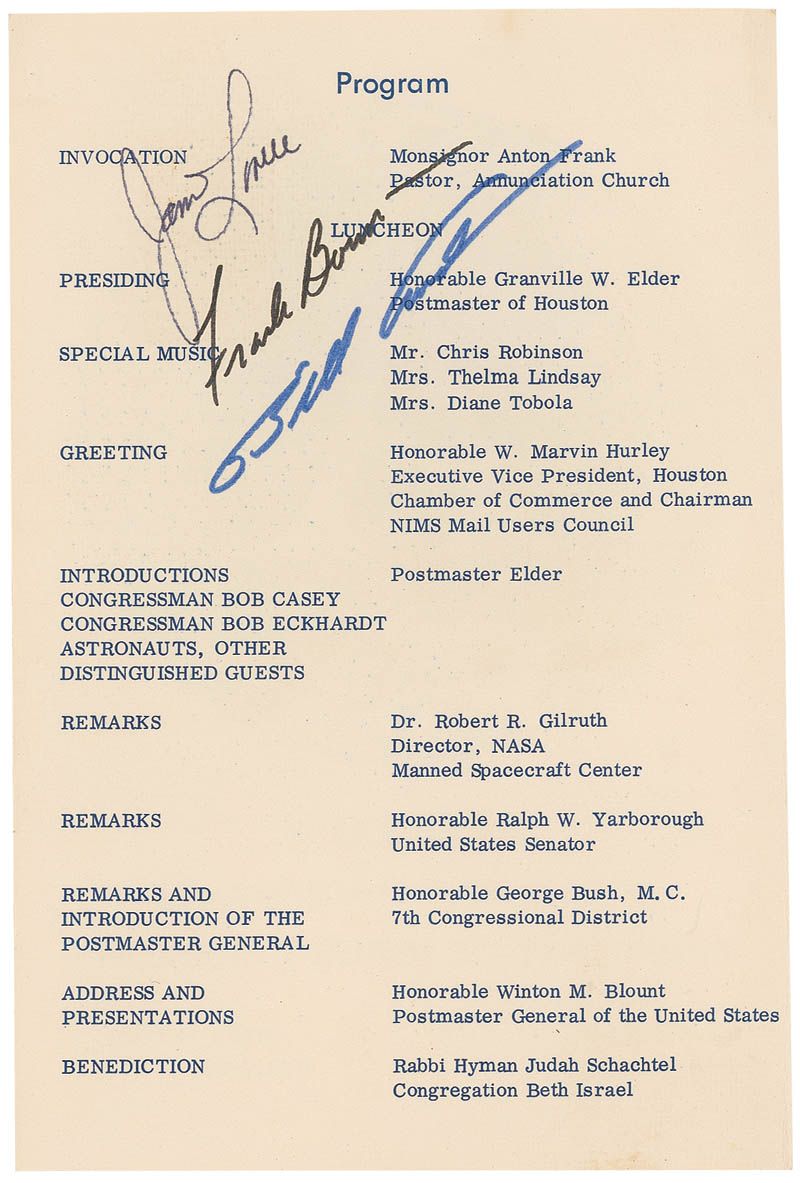 Program
James Lovell
Frank Borman
Bill Anders
INVOCATION Monsignor Anton Frank
Pastor, Annunciation Church
LUNCHEON
PRESIDING Honorable Granville W. Elder
Postmaster of Houston
SPECIAL MUSIC Mr. Chris Robinson
Mrs. Thelma Lindsay
Mrs. Diane Tobola
GREETING Honorable W. Marvin Hurley
Executive Vice President, Houston
Chamber of Commerce and Chairman
NIMS Mail Users Council
INTRODUCTIONS Postmaster Elder
CONGRESSMAN BOB CASEY
CONGRESSMAN BOB ECKHARDT
ASTRONAUTS, OTHER
DISTINGUISHED GUESTS
REMARKS Dr. Robert R. Gilruth
Director, NASA
Manned Spacecraft Center
REMARKS Honorable Ralph W. Yarborough
United States Senator
REMARKS AND Honorable George Bush, M.C.
INTRODUCTION OF THE 7th Congressional District
POSTMASTER GENERAL
ADDRESS AND Honorable Winton M. Blount
PRESENTATIONS Postmaster General of the United States
BENEDICTION Rabbi Hyman Judah Schachtel
Congregation Beth Israel